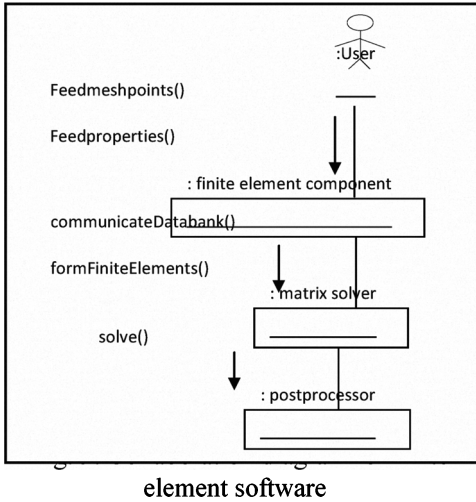 :User
Feedmeshpoints()
Feedproperties()
: finite element component
communicateDatabank()
formFiniteElements()
: matrix solver
solve()
: postprocessor
element software